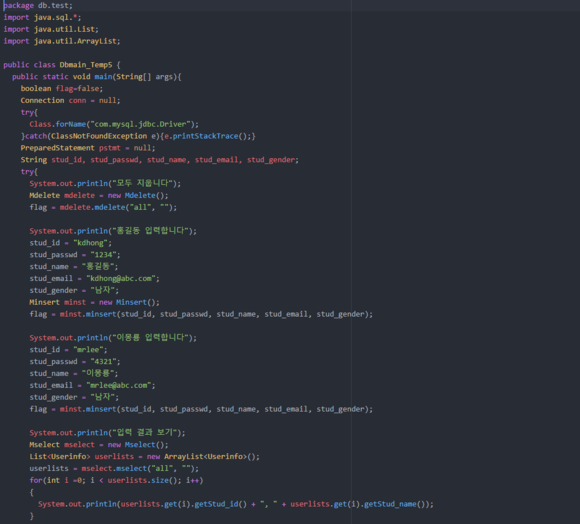 package db.test;
import java.sql.*;
import java.util.List;
import java.util.ArrayList;
public class Dbmain_Temp5 {
public static void main(String[] args){
boolean flag=false;
Connection conn = null;
try{
Class.forName("com.mysql.jdbc.Driver");
}catch(ClassNotFoundException e){e.printStackTrace();}
PreparedStatement pstmt = null;
String stud_id, stud_passwd, stud_name, stud_email, stud_gender;
try{
System.out.println("모두 지웁니다");
Mdelete mdelete = new Mdelete();
flag = mdelete.mdelete("all", "");
System.out.println("홍길동 입력합니다");
stud_id = "kdhong";
stud_passwd = "1234";
stud_name = "홍길동";
stud_email = "kdhong@abc.com";
stud_gender = "남자";
Minsert minst = new Minsert();
flag = minst.minsert(stud_id, stud_passwd, stud_name, stud_email, stud_gender);
System.out.println("이몽룡 입력합니다");
stud_id = "mrlee";
stud_passwd = "4321";
stud_name = "이몽룡";
stud_email = "mrlee@abc.com";
stud_gender = "남자";
flag = minst.minsert(stud_id, stud_passwd, stud_name, stud_email, stud_gender);
System.out.println("입력 결과 보기");
Mselect mselect = new Mselect();
List<Userinfo> userlists = new ArrayList<Userinfo>();
userlists = mselect.mselect("all", "");
for(int i =0; i < userlists.size(); i++)
{
System.out.println(userlists.get(i).getStud_id() + ", " + userlists.get(i).getStud_name());
}